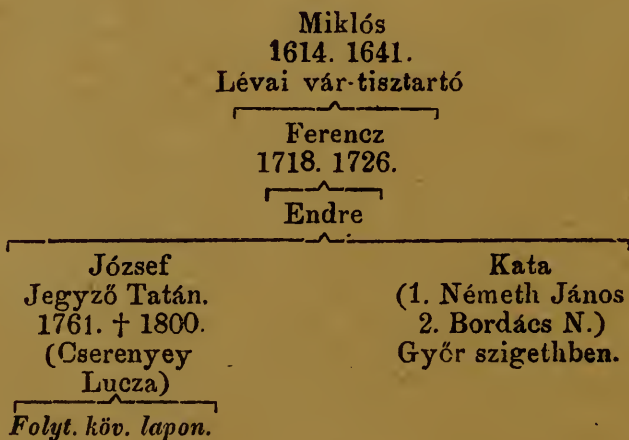 Miklós
1614. 1641.
Lévai vár-tisztartó
Ferencz
1718. 1726.
Endre
József
Jegyző Tatán.
1761. † 1800.
(Cserenyey
Lucza)
Folyt. köv. lapon.
Kata
(1. Németh János
2. Bordács N.)
Győr szigethben.